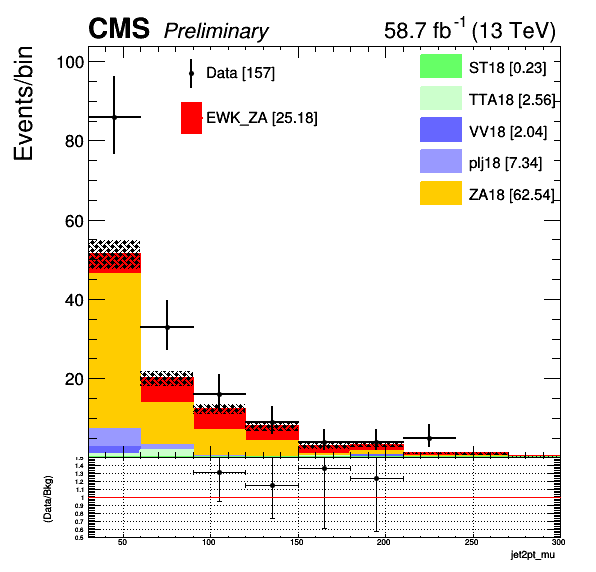 CMS Preliminary 58.7 fb⁻¹ (13 TeV)
Events/bin
100
80
60
40
20
Data [157]
EWK_ZA [25.18]
ST18 [0.23]
TTA18 [2.56]
VV18 [2.04]
plj18 [7.34]
ZA18 [62.54]
(Data/Bkg)
1.5
1.4
1.3
1.2
1.1
1
0.9
0.8
0.7
0.6
0.5
50 100 150 200 250 300
jet2pt_mu